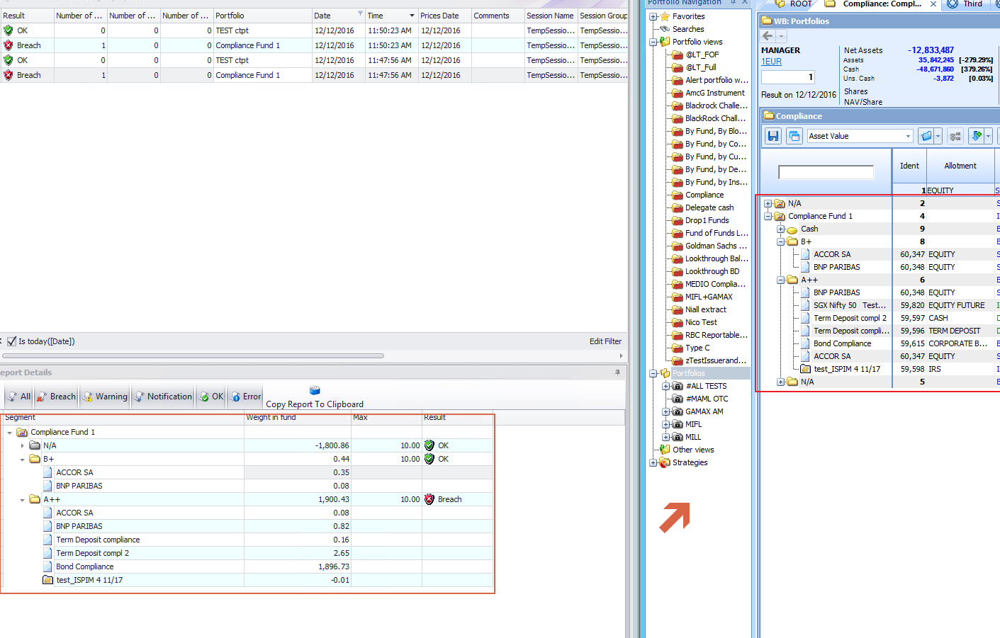 Result Number of ... Number of ... Number of ... Portfolio Date Time Prices Date Comments Session Name Session Group
OK 0 0 0 TEST ctpt 12/12/2016 11:50:23 AM 12/12/2016 TempSessio... TempSessio...
Breach 1 0 0 Compliance Fund 1 12/12/2016 11:50:23 AM 12/12/2016 TempSessio... TempSessio...
OK 0 0 0 TEST ctpt 12/12/2016 11:47:56 AM 12/12/2016 TempSessio... TempSessio...
Breach 1 0 0 Compliance Fund 1 12/12/2016 11:47:56 AM 12/12/2016 TempSessio... TempSessio...
Is today([Date]) Edit Filter
eport Details
All Breach Warning Notification OK Error Copy Report To Clipboard
Segment Weight in fund Max Result
Compliance Fund 1
N/A -1,800.86 10.00 OK
B+ 0.44 10.00 OK
ACCOR SA 0.35
BNP PARIBAS 0.08
A++ 1,900.43 10.00 Breach
ACCOR SA 0.08
BNP PARIBAS 0.82
Term Deposit compliance 0.16
Term Deposit compl 2 2.65
Bond Compliance 1,896.73
test_ISPIM 4 11/17 -0.01
Portfolio Navigation
Favorites
Searches
Portfolio views
@LT_FOF
@LT_Full
Alert portfolio w...
AmcG Instrument
Blackrock Challe...
BlackRock Chall...
By Fund, By Blo...
By Fund, by Co...
By Fund, by Cu...
By Fund, by De...
By Fund, by Ins...
Compliance
Delegate cash
Drop1 Funds
Fund of Funds L...
Goldman Sachs ...
Lookthrough Bal...
Lookthrough BD
MEDIO Complia...
MIFL+GAMAX
Niall extract
Nico Test
RBC Reportable...
Type C
zTestIssuerand...
Portfolios
#ALL TESTS
#MAML OTC
GAMAX AM
MIFL
MILL
Other views
Strategies
ROOT Compliance: Compl... Third
WB: Portfolios
MANAGER
1EUR
1
Result on 12/12/2016
Net Assets -12,833,487
Assets 35,842,245 [-279.29%]
Cash -48,671,860 [379.26%]
Uns. Cash -3,872 [0.03%]
Shares
NAV/Share
Compliance
Asset Value
Ident Allotment
1 EQUITY S
N/A 2 S
Compliance Fund 1 4 I
Cash 9 E
B+ 8 E
ACCOR SA 60,347 EQUITY S
BNP PARIBAS 60,348 EQUITY S
A++ 6 E
BNP PARIBAS 60,348 EQUITY S
SGX Nifty 50 Test... 59,820 EQUITY FUTURE I
Term Deposit compl 2 59,597 CASH D
Term Deposit compli... 59,596 TERM DEPOSIT D
Bond Compliance 59,615 CORPORATE B... B
ACCOR SA 60,347 EQUITY S
test_ISPIM 4 11/17 59,598 IRS I
N/A 5 E